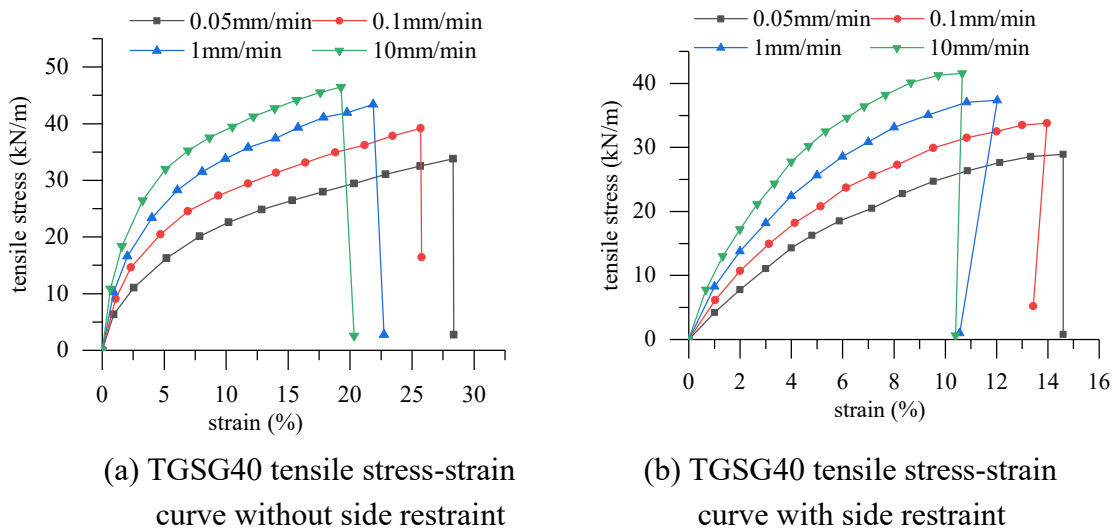 0.05mm/min 0.1mm/min
1mm/min 10mm/min
50
40
30
20
10
0
tensile stress (kN/m)
0 5 10 15 20 25 30
strain (%)
(a) TGSG40 tensile stress-strain
curve without side restraint
0.05mm/min 0.1mm/min
1mm/min 10mm/min
40
30
20
10
0
tensile stress (kN/m)
0 2 4 6 8 10 12 14 16
strain (%)
(b) TGSG40 tensile stress-strain
curve with side restraint